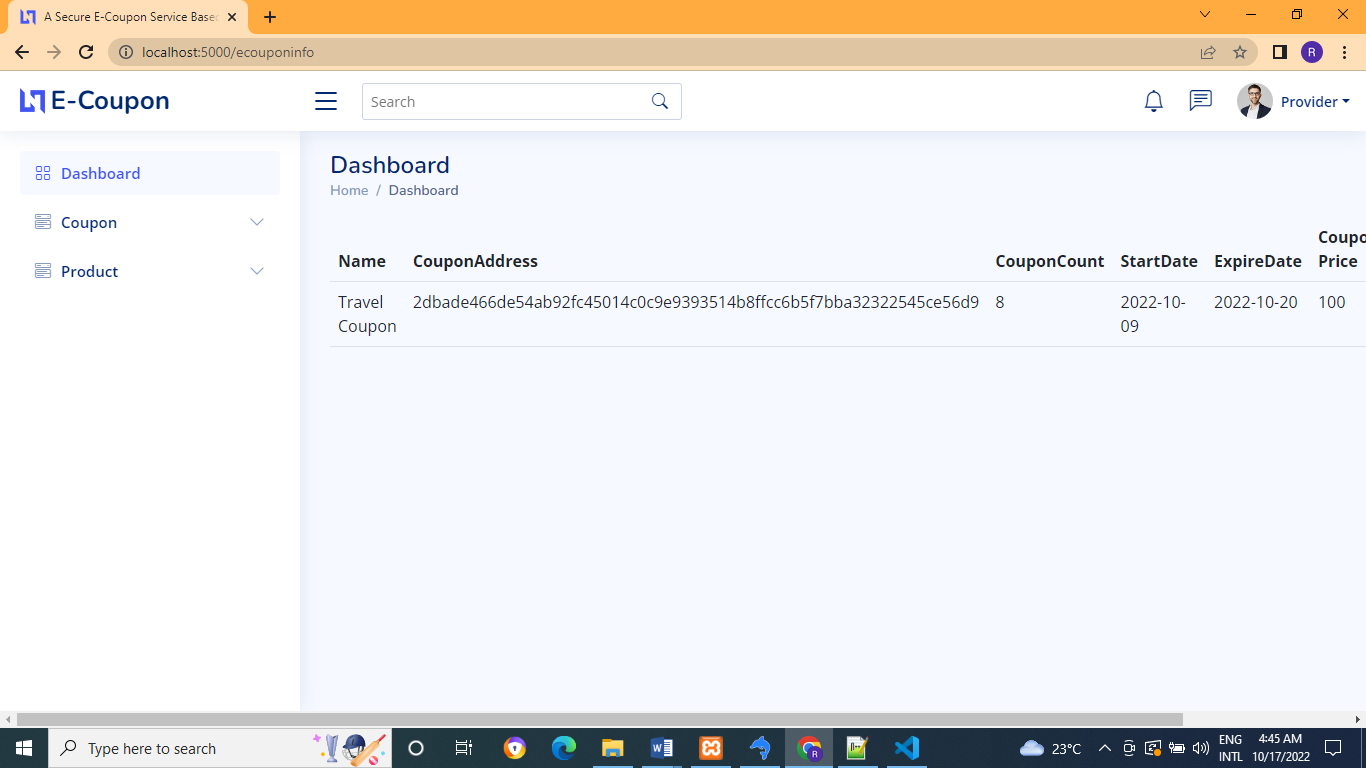 A Secure E-Coupon Service Base
localhost:5000/ecouponinfo
R
E-Coupon
Search
Provider
Dashboard
Coupon
Product
Dashboard
Home / Dashboard
Name CouponAddress CouponCount StartDate ExpireDate Coupo
Price
Travel 2dbade466de54ab92fc45014c0c9e9393514b8ffcc6b5f7bba32322545ce56d9 8 2022-10- 2022-10-20 100
Coupon 09
Type here to search
23°C
ENG
INTL
4:45 AM
10/17/2022